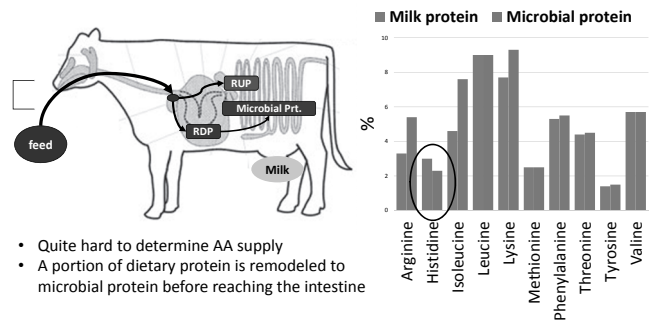 Milk protein
Microbial protein
RUP
Microbial Prt.
RDP
feed
Milk
• Quite hard to determine AA supply
• A portion of dietary protein is remodeled to
microbial protein before reaching the intestine
%
10
8
6
4
2
0
Arginine
Histidine
Isoleucine
Leucine
Lysine
Methionine
Phenylalanine
Threonine
Tyrosine
Valine